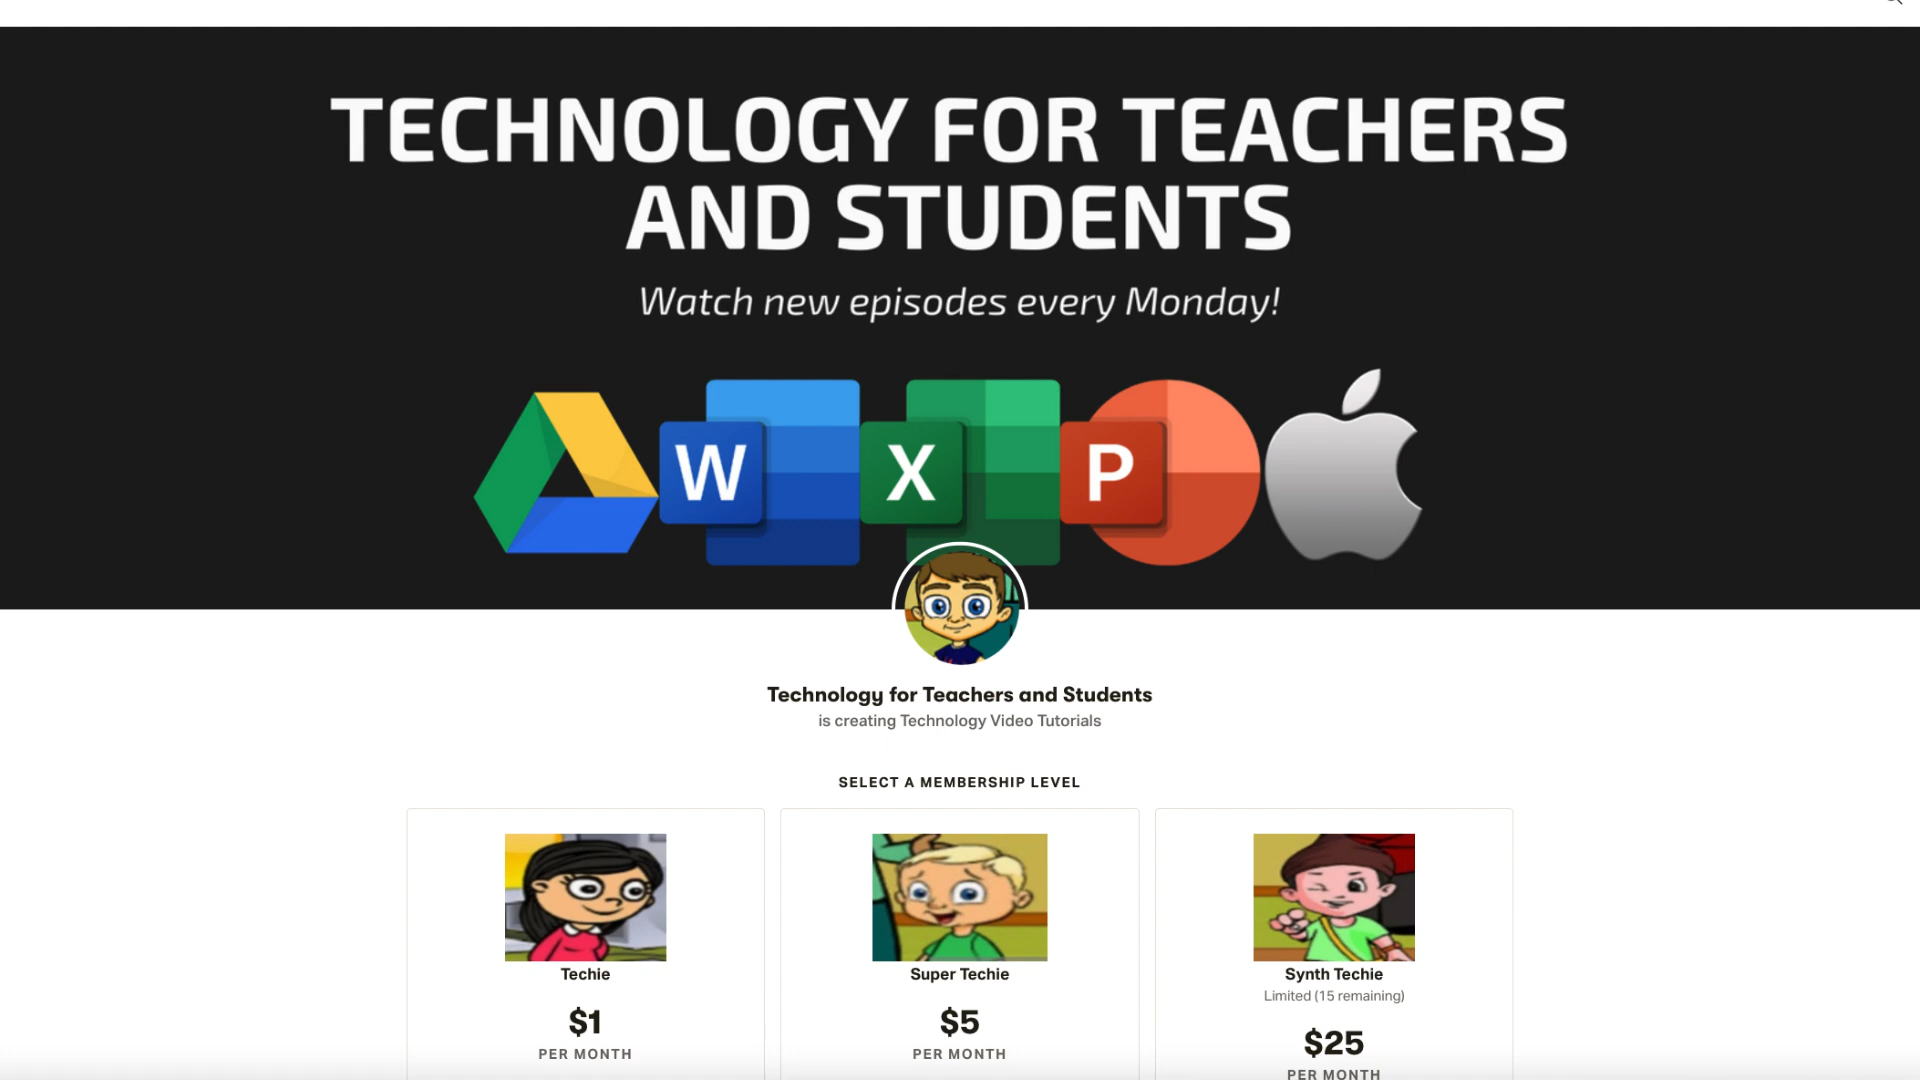 TECHNOLOGY FOR TEACHERS
AND STUDENTS
Watch new episodes every Monday!
W
X
P
Technology for Teachers and Students
is creating Technology Video Tutorials
SELECT A MEMBERSHIP LEVEL
Techie
$1
PER MONTH
Super Techie
$5
PER MONTH
Synth Techie
Limited (15 remaining)
$25
PER MONTH